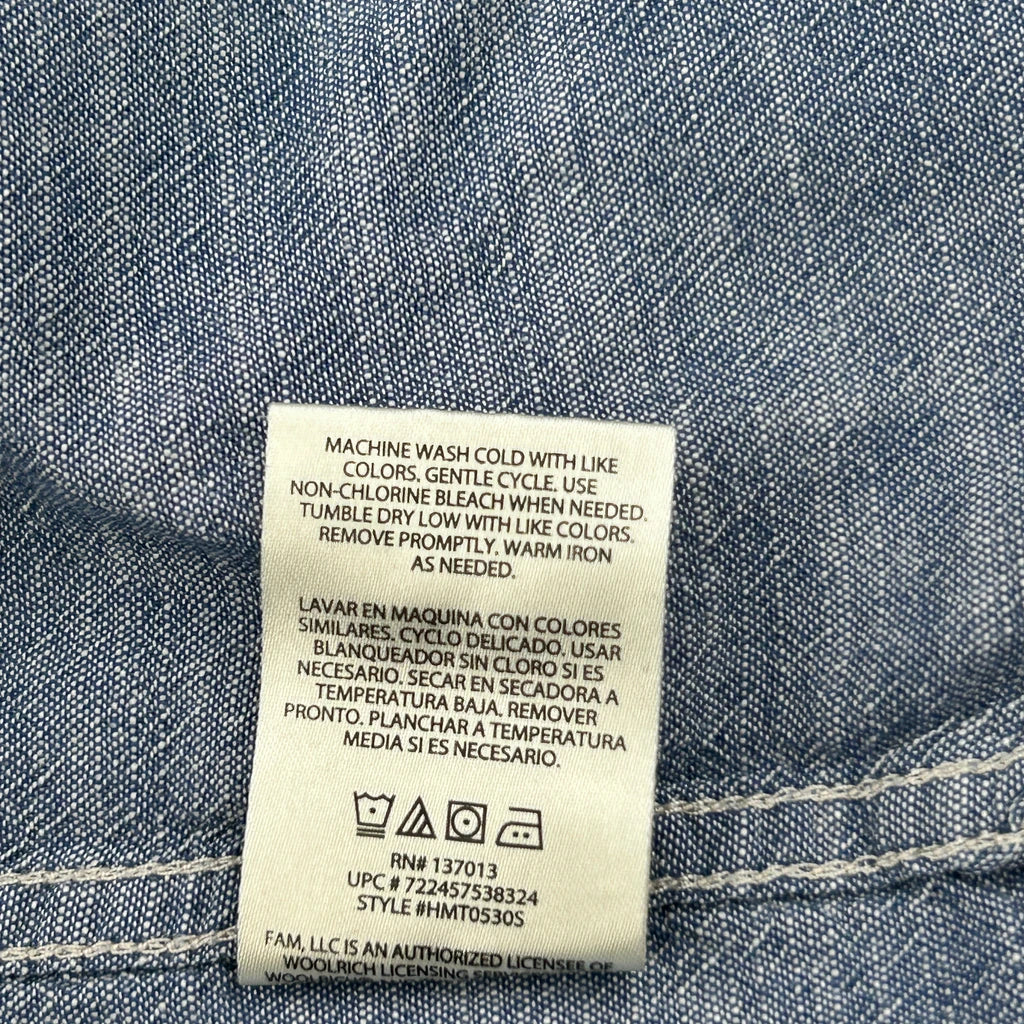 MACHINE WASH COLD WITH LIKE
COLORS. GENTLE CYCLE. USE
NON-CHLORINE BLEACH WHEN NEEDED.
TUMBLE DRY LOW WITH LIKE COLORS.
REMOVE PROMPTLY. WARM IRON
AS NEEDED.
LAVAR EN MAQUINA CON COLORES
SIMILARES. CYCLO DELICADO. USAR
BLANQUEADOR SIN CLORO SI ES
NECESARIO. SECAR EN SECADORA A
TEMPERATURA BAJA. REMOVER
PRONTO. PLANCHAR A TEMPERATURA
MEDIA SI ES NECESARIO.
RN# 137013
UPC # 722457538324
STYLE #HMT0530S
FAM, LLC IS AN AUTHORIZED LICENSEE OF
WOOLRICH LICENSING